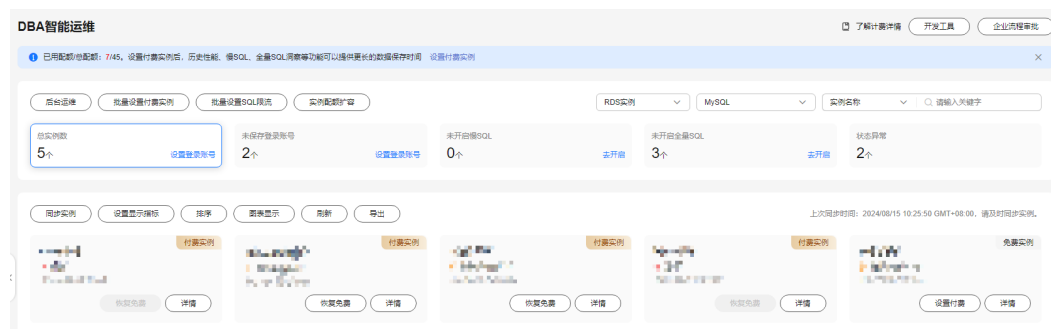 DBA智能运维
了解计费详情 开发工具 企业流程审批
已用配额/总配额：7/45。设置付费实例后，历史性能、慢SQL、全量SQL洞察等功能可以提供更长的数据保存时间 设置付费实例
后台运维 批量设置付费实例 批量设置SQL限流 实例配额扩容 RDS实例 MySQL 实例名称 请输入关键字
总实例数 未保存登录账号 未开启慢SQL 未开启全量SQL 状态异常
5个 设置登录账号 2个 设置登录账号 0个 去开启 3个 去开启 2个
同步实例 设置显示指标 排序 图表显示 刷新 导出 上次同步时间：2024/08/15 10:25:50 GMT+08:00，请及时同步实例。
付费实例 付费实例 付费实例 付费实例 免费实例
恢复免费 详情 恢复免费 详情 恢复免费 详情 恢复免费 详情 设置付费 详情